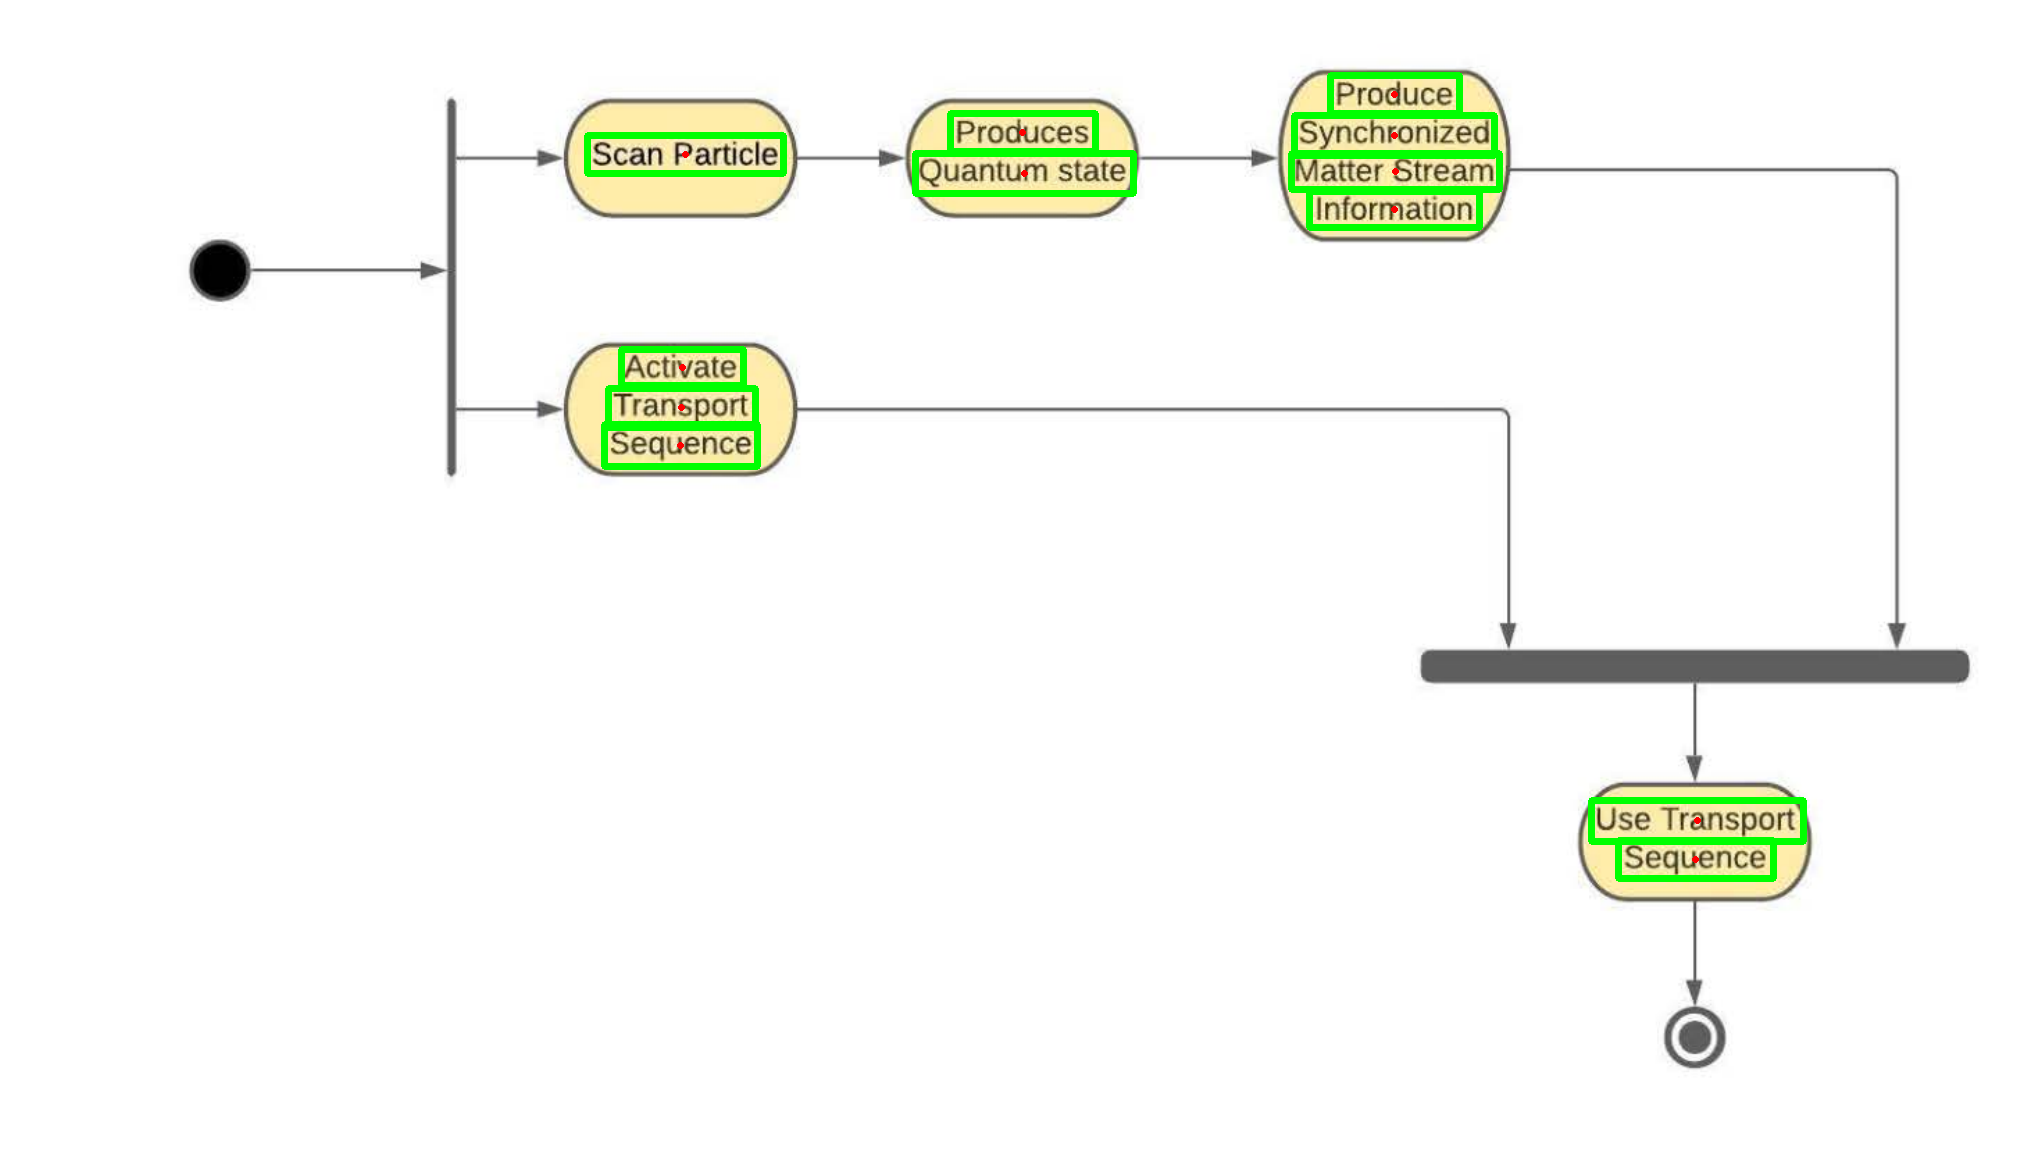 Scan Particle
Produces
Quantum state
Produce
Synchronized
Matter Stream
Information
Activate
Transport
Sequence
Use Transport
Sequence